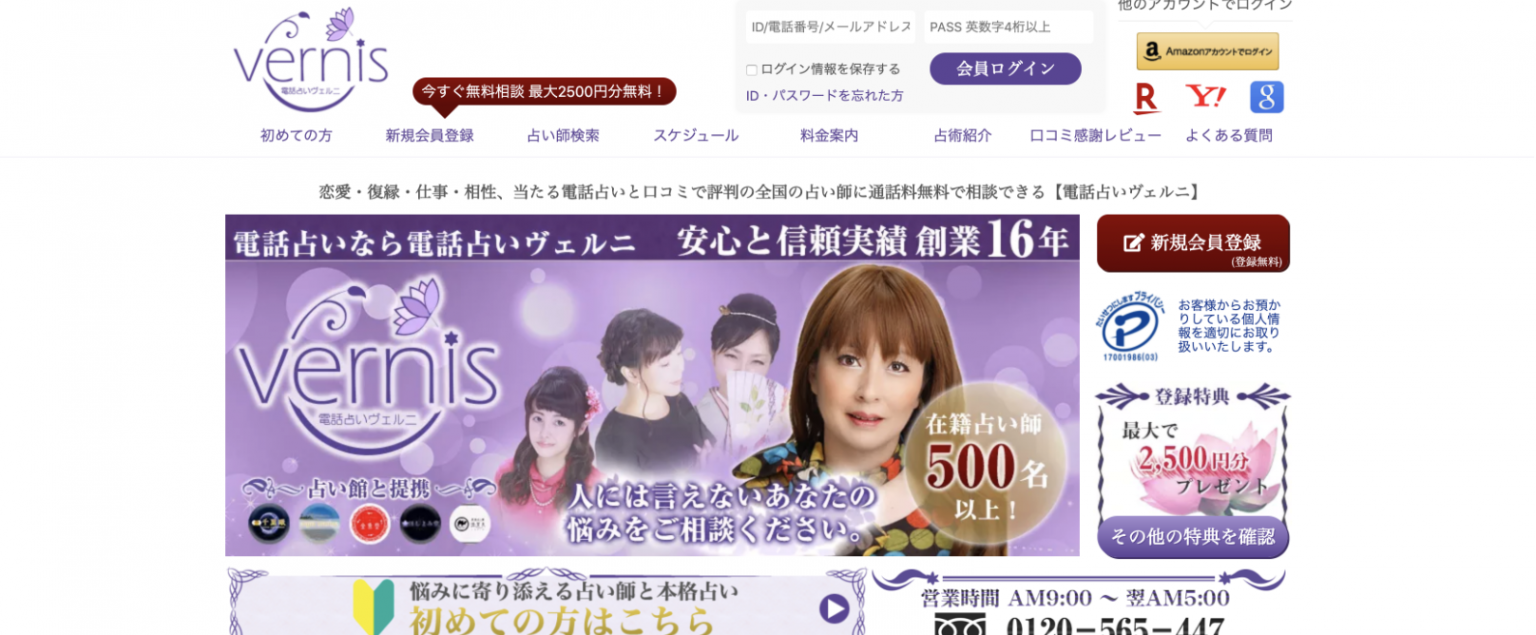 他のアカウントでログイン
vernis
電話占いヴェルニ
ID/電話番号/メールアドレス
PASS 英数字4桁以上
ログイン情報を保存する
会員ログイン
ID・パスワードを忘れた方
a Amazonアカウントでログイン
R Y! g
今すぐ無料相談 最大2500円分無料！
初めての方 新規会員登録 占い師検索 スケジュール 料金案内 占術紹介 口コミ感謝レビュー よくある質問
恋愛・復縁・仕事・相性、当たる電話占いと口コミで評判の全国の占い師に通話料無料で相談できる【電話占いヴェルニ】
電話占いなら電話占いヴェルニ 安心と信頼実績 創業16年
vernis
電話占いヴェルニ
占い館と提携
人には言えないあなたの
悩みをご相談ください。
在籍占い師
500名
以上！
新規会員登録
(登録無料)
たいせつにしますプライバシー
17001986(03)
お客様からお預か
りしている個人情
報を適切にお取り
扱いいたします。
登録特典
最大で
2,500円分
プレゼント
その他の特典を確認
悩みに寄り添える占い師と本格占い
初めての方はこちら
営業時間 AM9:00 〜 翌AM5:00
0120-565-447